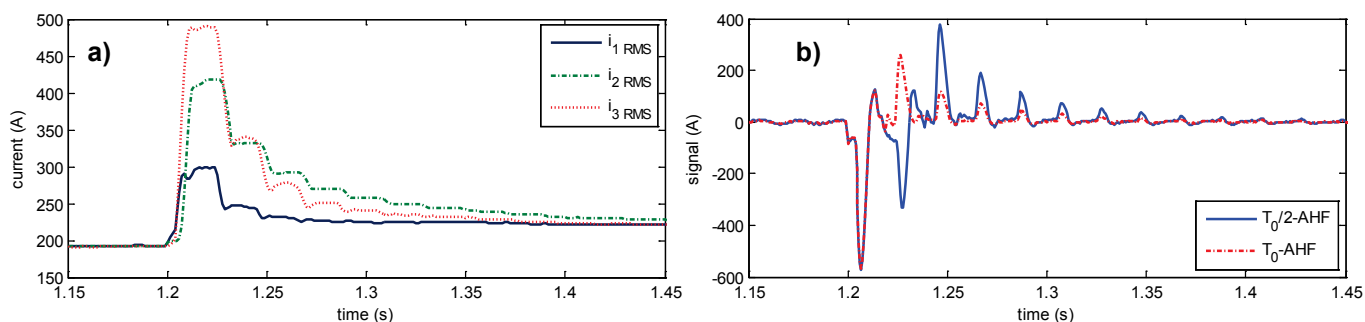 a)
current (A)
500
450
400
350
300
250
200
150
1.15
1.2
1.25
1.3
1.35
1.4
1.45
time (s)
i1 RMS
i2 RMS
i3 RMS
b)
signal (A)
400
200
0
-200
-400
-600
1.15
1.2
1.25
1.3
1.35
1.4
1.45
time (s)
T0/2-AHF
T0-AHF